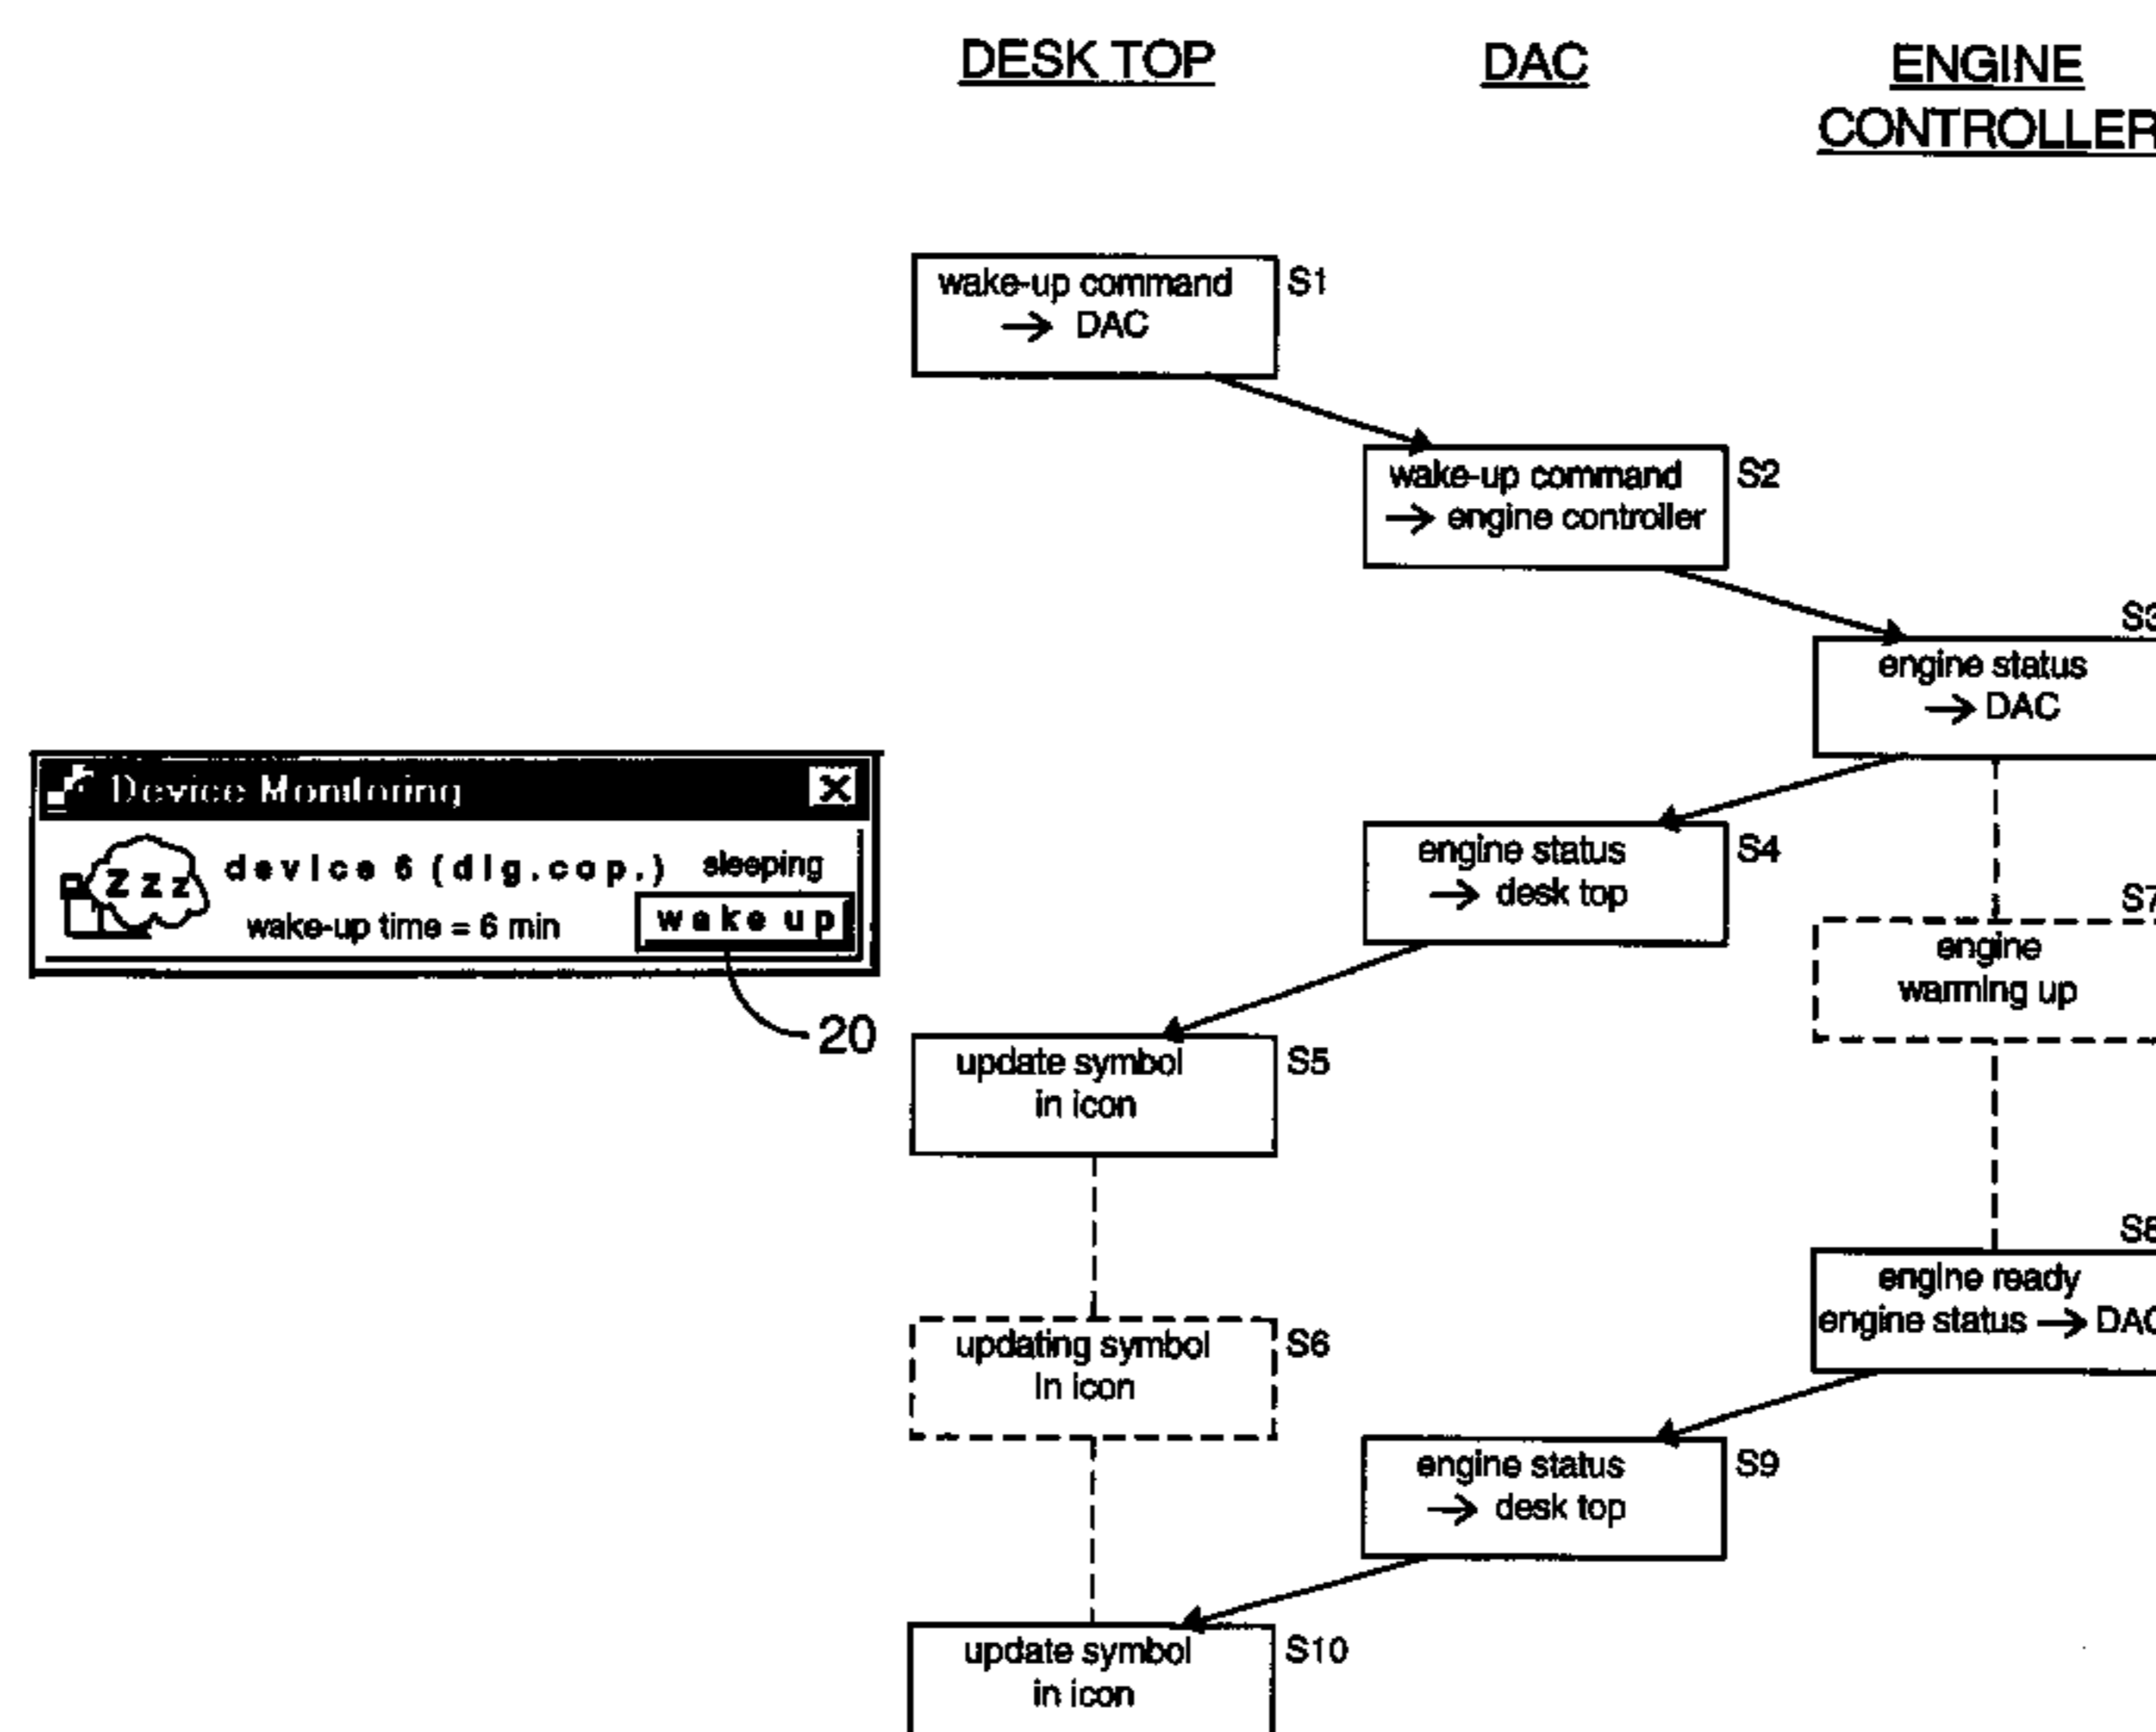 DESK TOP
DAC
ENGINE
CONTROLLER
wake-up command
→ DAC
S1
wake-up command
→ engine controller
S2
S3
engine status
→ DAC
Device Monitoring
device 6 (dig.cop.) sleeping
z z z
wake-up time = 6 min
wake up
20
engine status
→ desk top
S4
S7
engine
warming up
update symbol
in icon
S5
engine ready
engine status → DAC
updating symbol
in icon
S6
engine status
→ desk top
S9
update symbol
in icon
S10